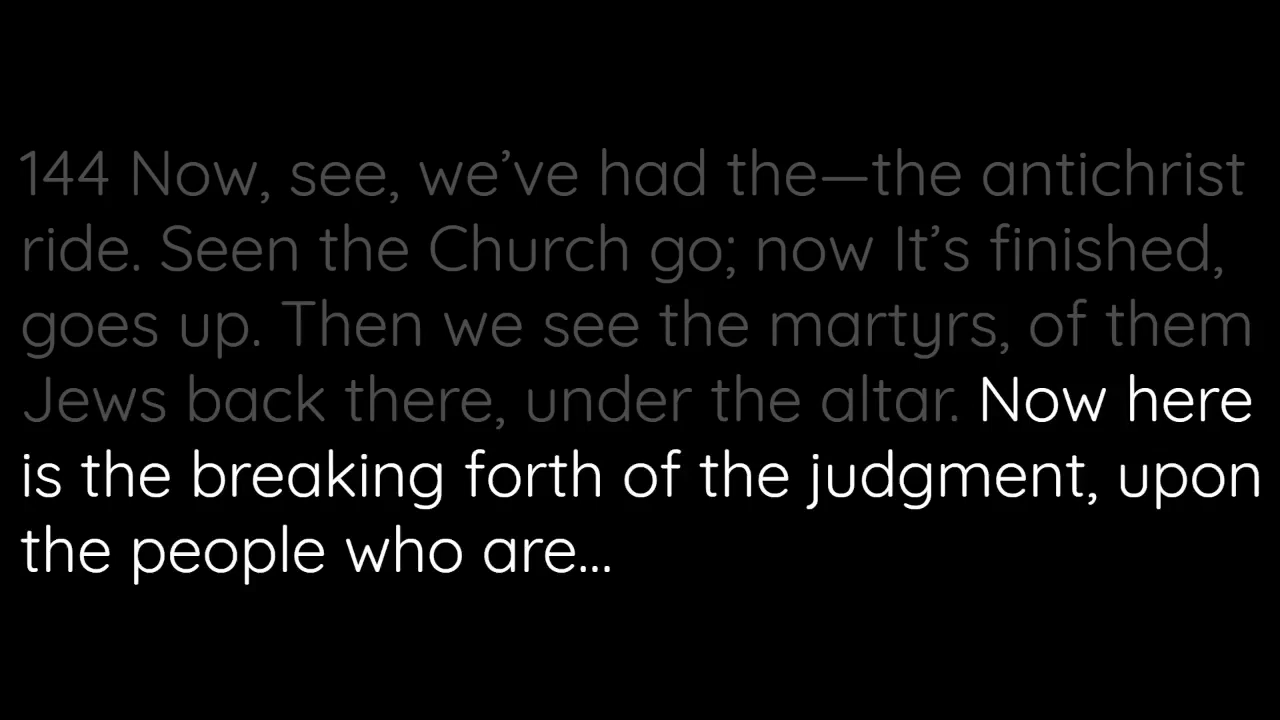 144 Now, see, we’ve had the—the antichrist
ride. Seen the Church go; now It’s finished,
goes up. Then we see the martyrs, of them
Jews back there, under the altar. Now here
is the breaking forth of the judgment, upon
the people who are...